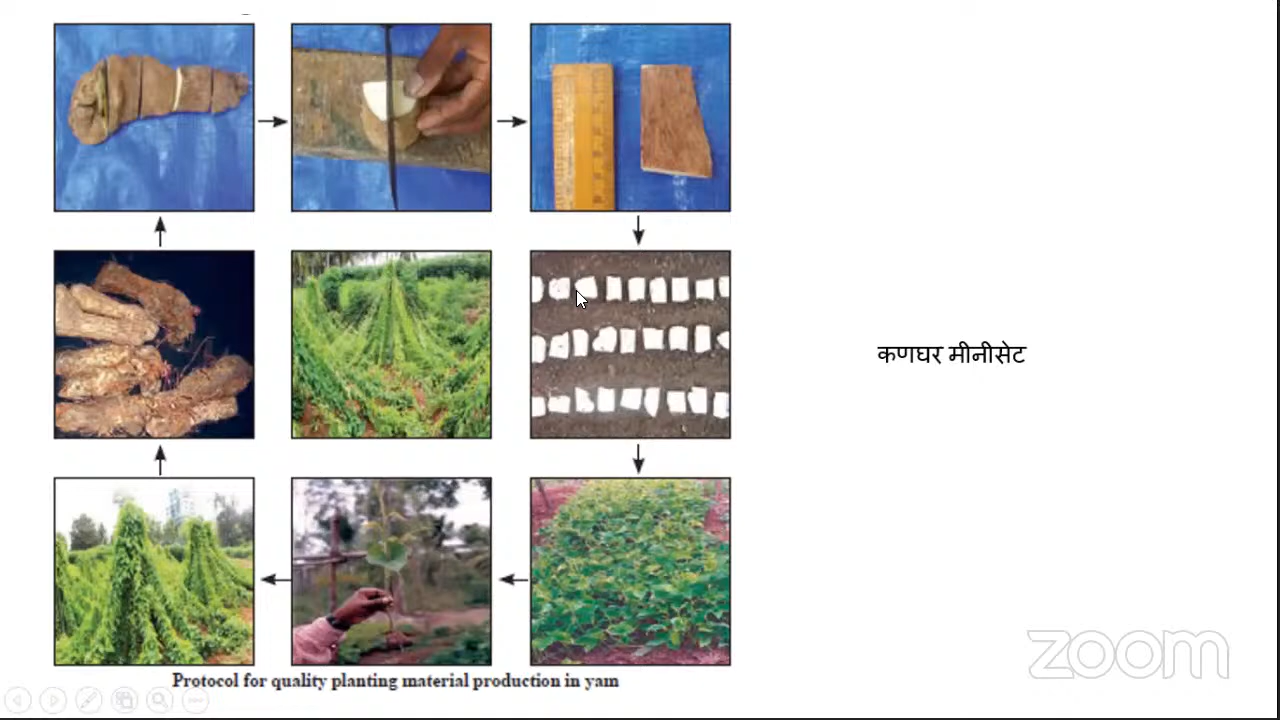 कणघर मीनीसेट
Protocol for quality planting material production in yam
zoom